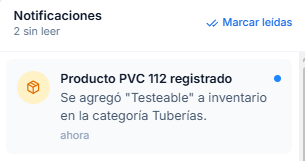 Notificaciones
Marcar leídas
2 sin leer
Producto PVC 112 registrado
Se agregó "Testeable" a inventario
en la categoría Tuberías.
ahora